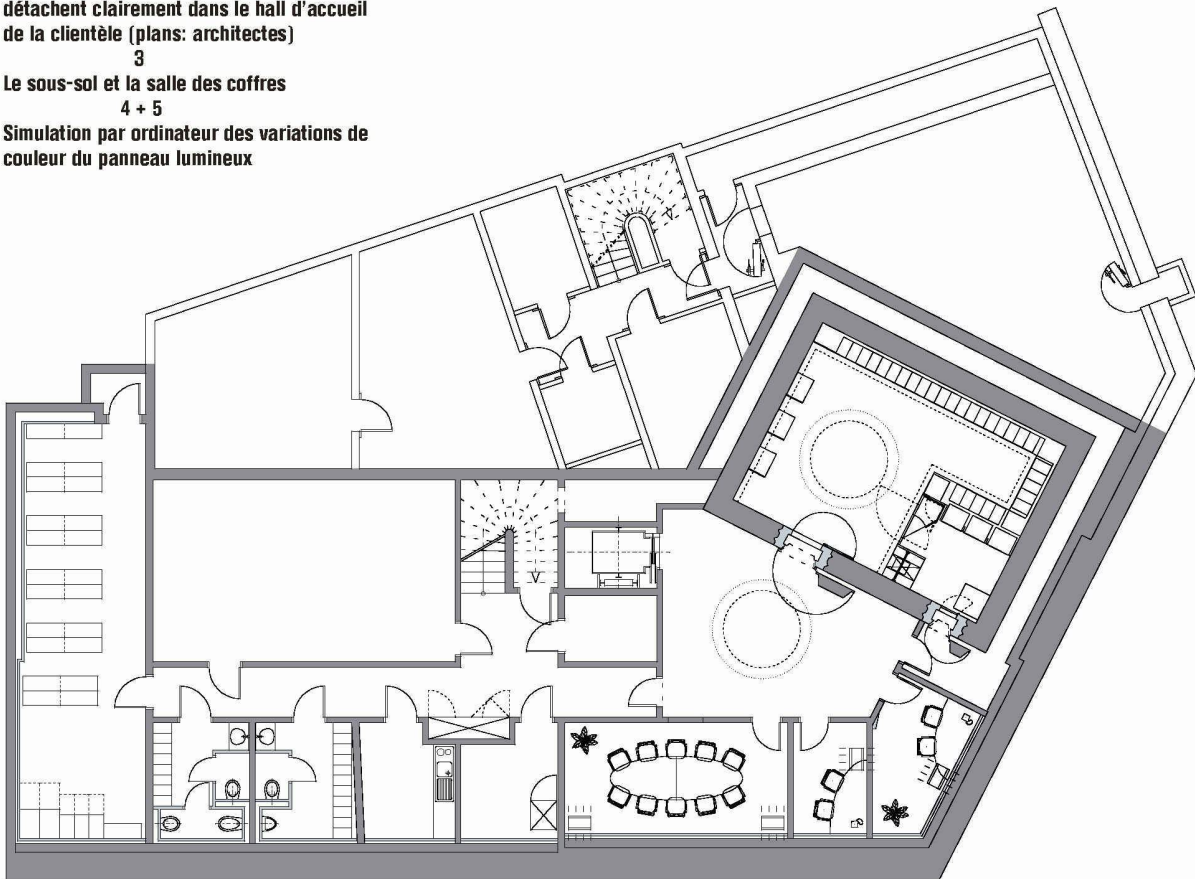 détachent clairement dans le hall d'accueil
de la clientèle (plans: architectes)
3
Le sous-sol et la salle des coffres
4 + 5
Simulation par ordinateur des variations de
couleur du panneau lumineux